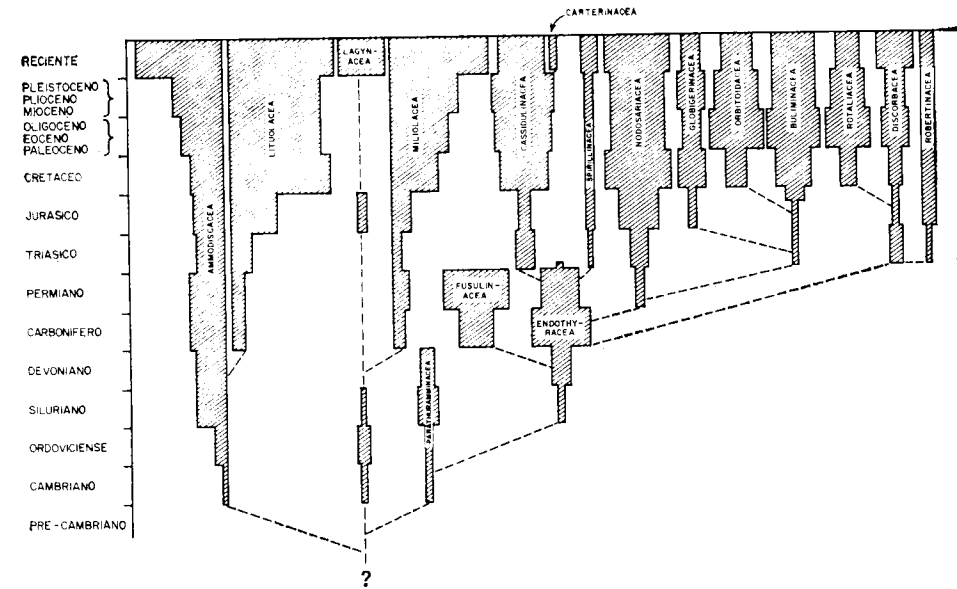 CARTERINACEA
RECIENTE
PLEISTOCENO
PLIOCENO
MIOCENO
OLIGOCENO
EOCENO
PALEOCENO
CRETACEO
JURASICO
TRIASICO
PERMIANO
CARBONIFERO
DEVONIANO
SILURIANO
ORDOVICIENSE
CAMBRIANO
PRE-CAMBRIANO
AMMODISCACEA
LITUOLACEA
LAGYN-
ACEA
MILIOLACEA
CASSIDULINACEA
SPIRILLINACEA
NODOSARIACEA
GLOBIGERINACEA
ORBITOIDACEA
BULIMINACEA
ROTALIACEA
DISCORBACEA
ROBERTINACEA
FUSULIN-
ACEA
ENDOTHY-
RACEA
PARATHURAMMINACEA
?